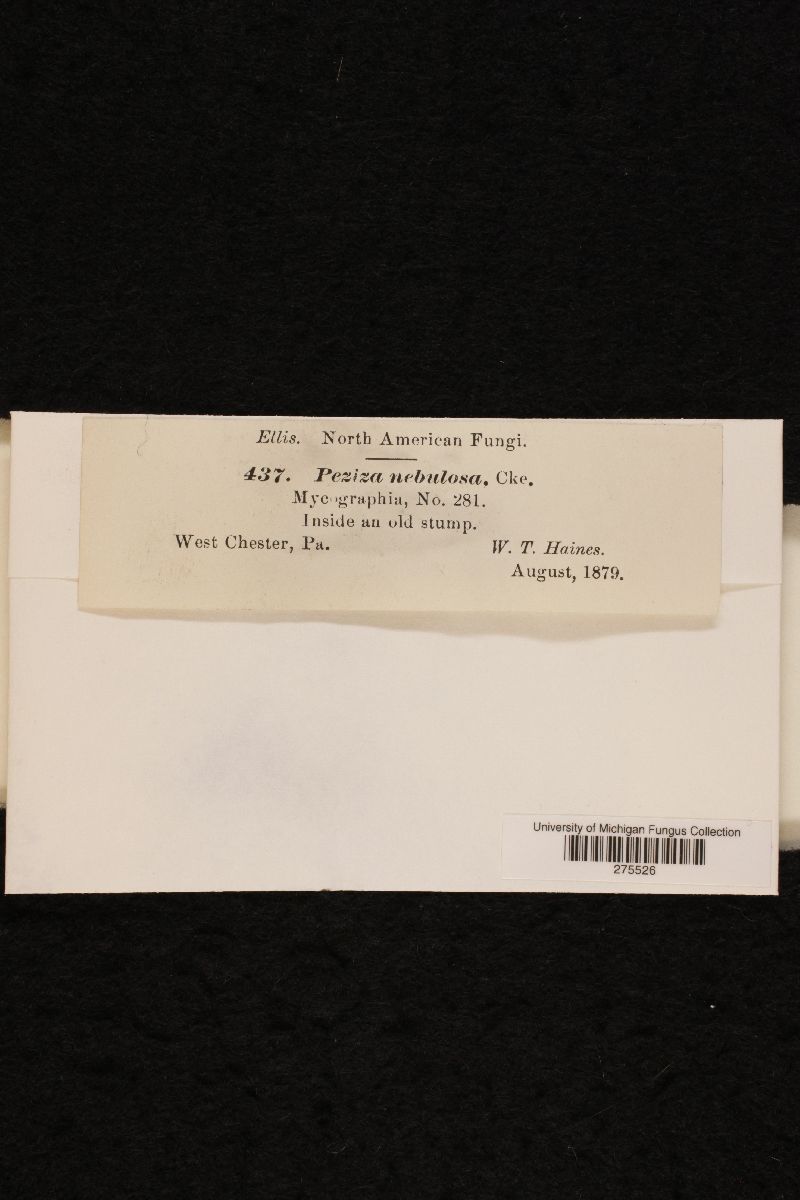 Ellis. North American Fungi.
437. Peziza nebulosa. Cke.
Mycographia, No. 281.
Inside an old stump.
West Chester, Pa.
W. T. Haines.
August, 1879.
University of Michigan Fungus Collection
275526